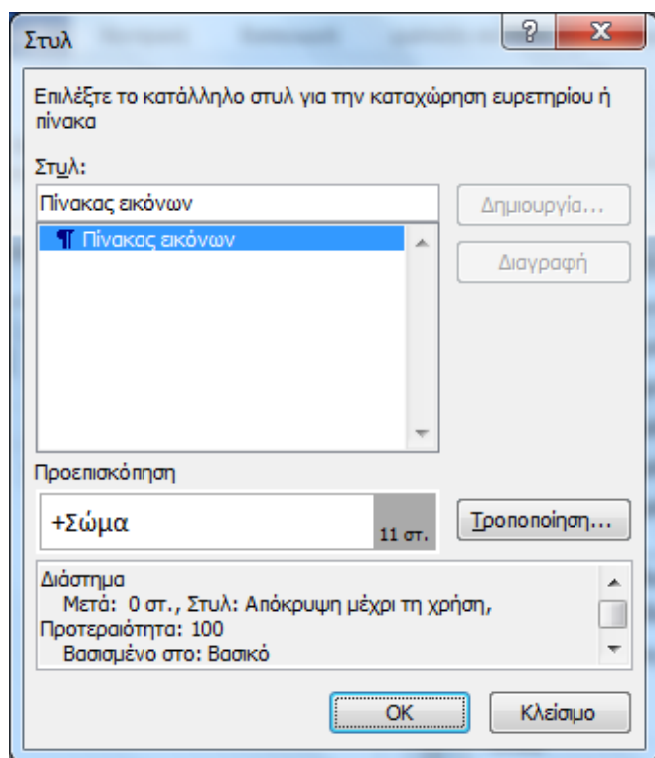 Στυλ
Επιλέξτε το κατάλληλο στυλ για την καταχώρηση ευρετηρίου ή
πίνακα
Στυλ:
Πίνακας εικόνων
Δημιουργία...
¶ Πίνακας εικόνων
Διαγραφή
Προεπισκόπηση
+Σώμα
11 στ.
Τροποποίηση...
Διάστημα
Μετά: 0 στ., Στυλ: Απόκρυψη μέχρι τη χρήση,
Προτεραιότητα: 100
Βασισμένο στο: Βασικό
OK
Κλείσιμο